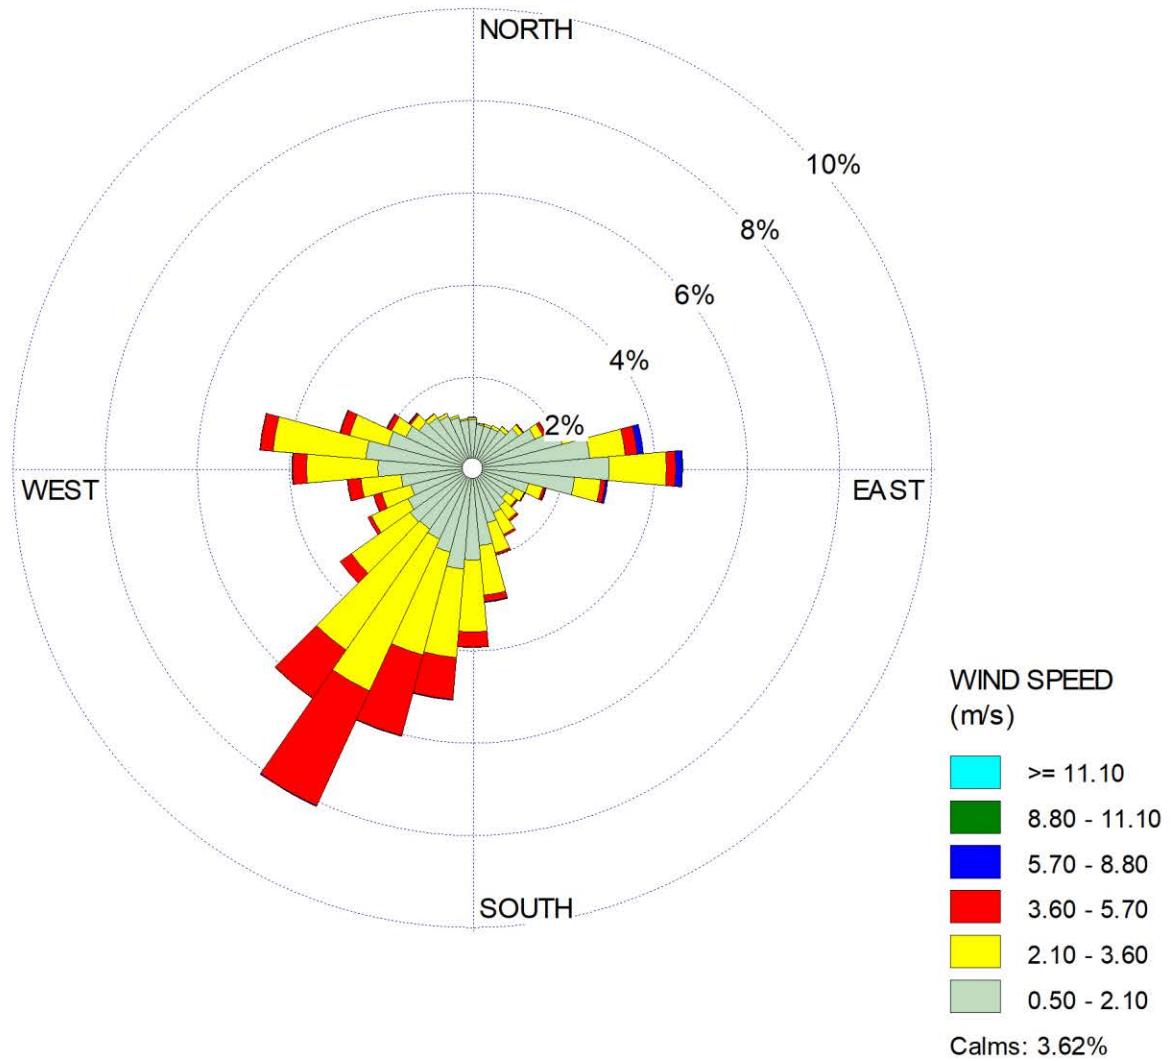 NORTH
10%
8%
6%
4%
2%
WEST
EAST
SOUTH
WIND SPEED
(m/s)
>= 11.10
8.80 - 11.10
5.70 - 8.80
3.60 - 5.70
2.10 - 3.60
0.50 - 2.10
Calms: 3.62%